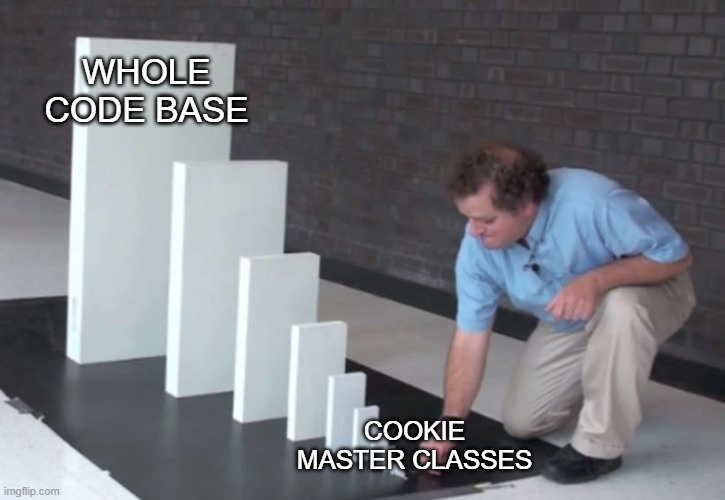 WHOLE
CODE BASE
COOKIE
MASTER CLASSES
imgflip.com